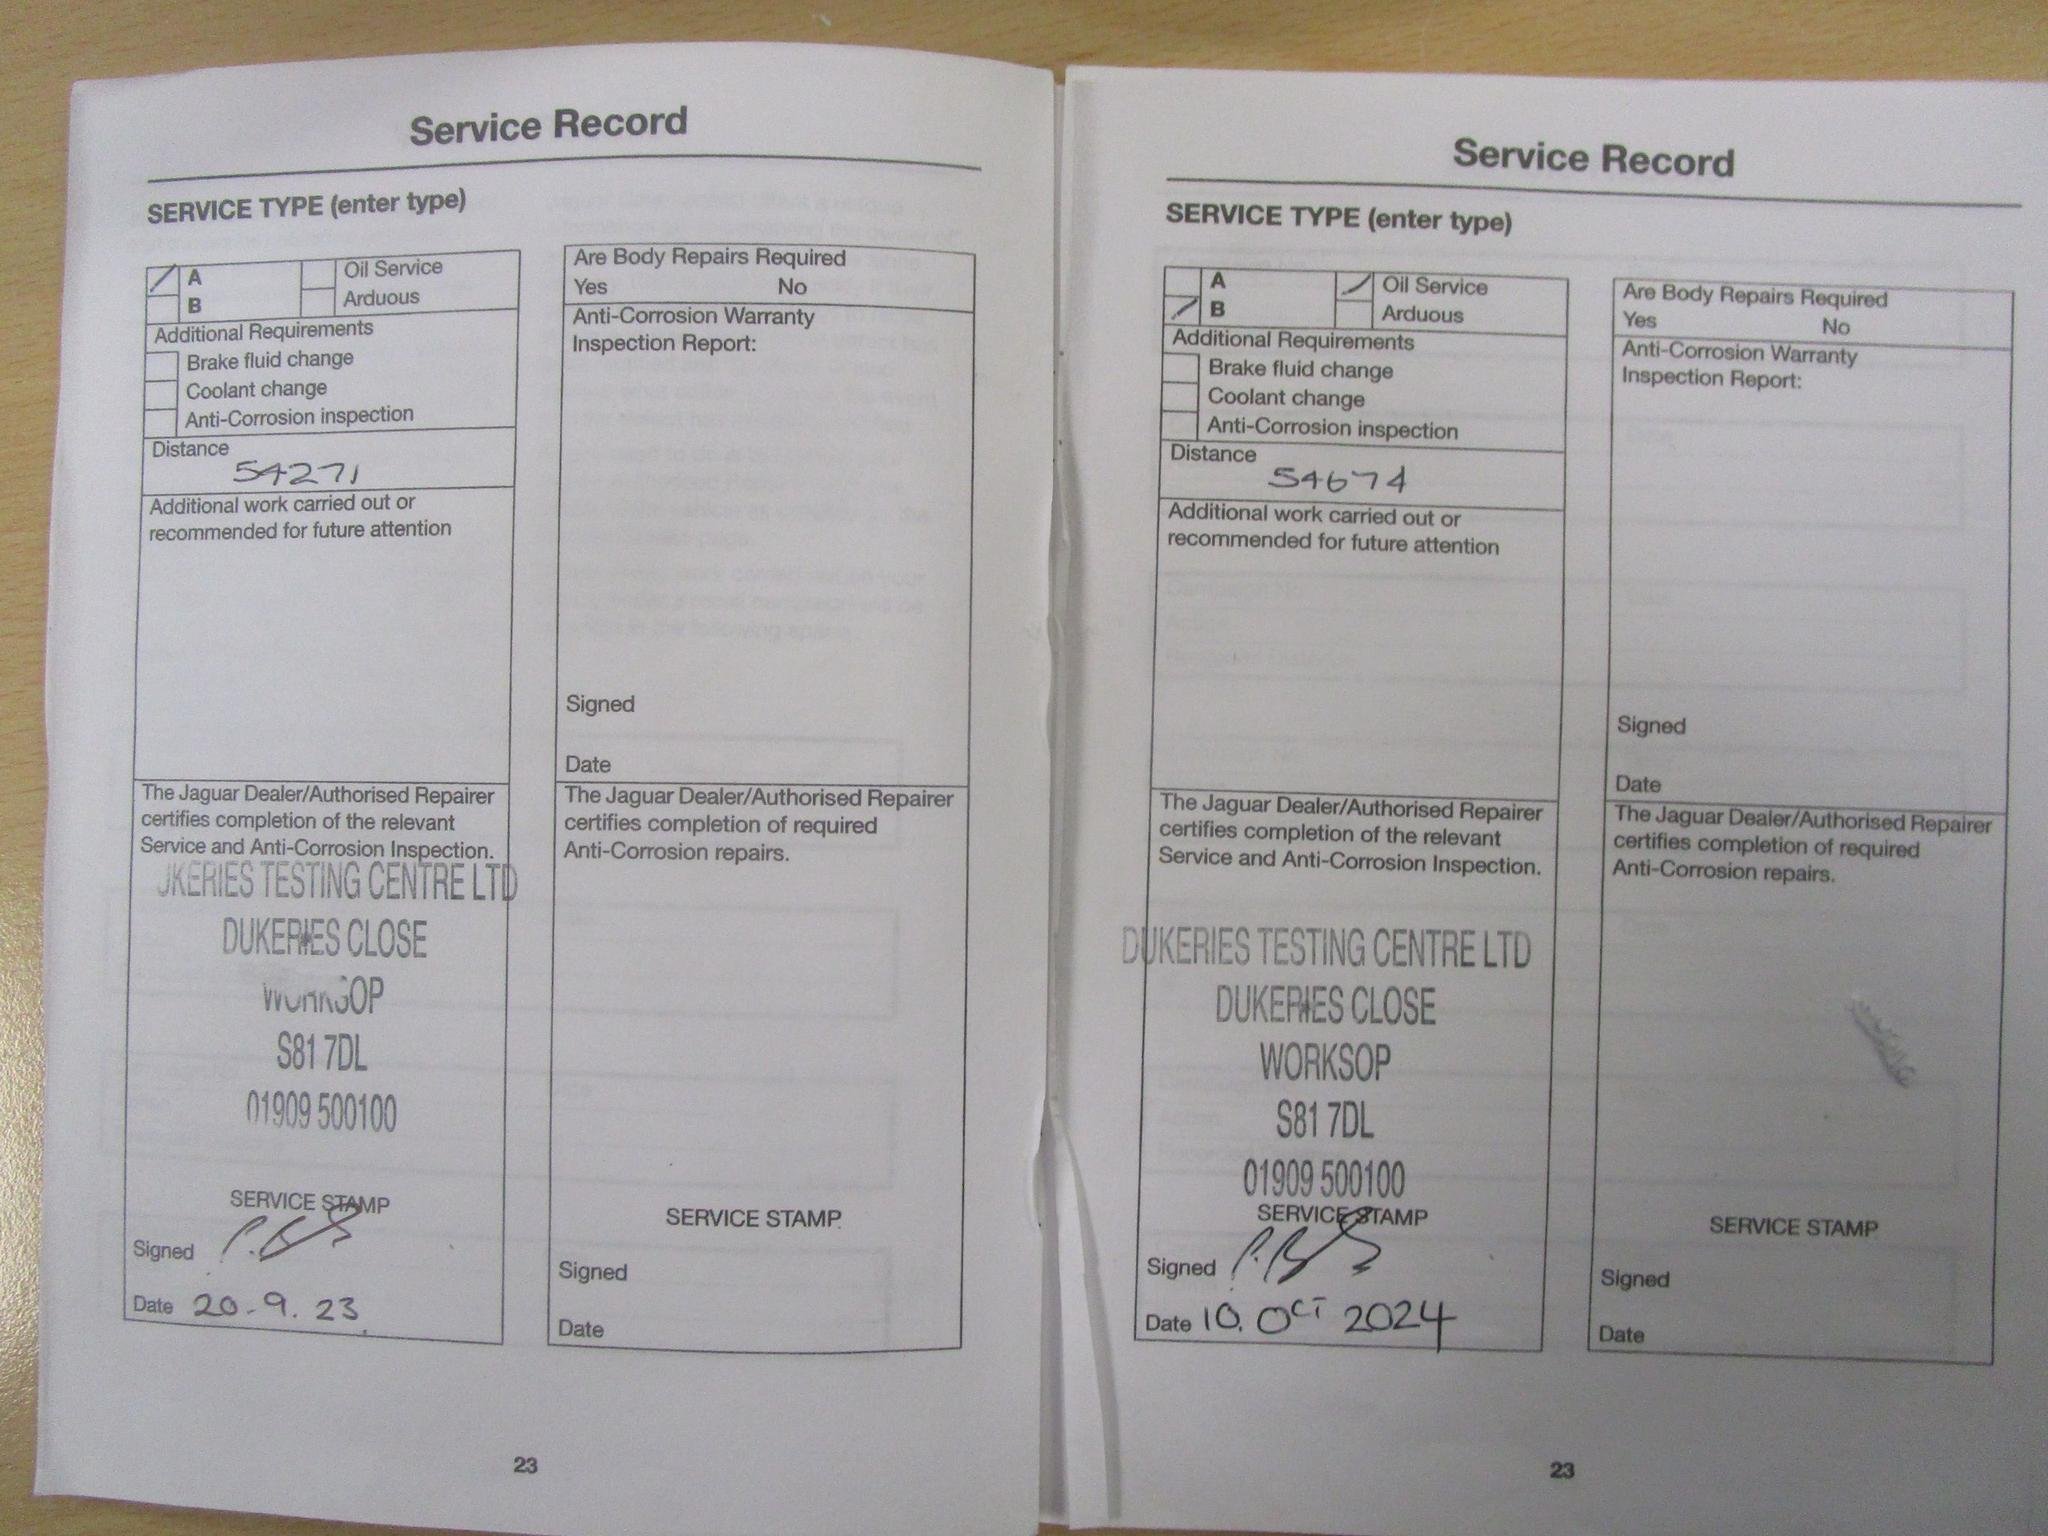 Service Record
SERVICE TYPE (enter type)
A
Oil Service
B
Arduous
Additional Requirements
Brake fluid change
Coolant change
Anti-Corrosion inspection
Distance
54271
Additional work carried out or
recommended for future attention
The Jaguar Dealer/Authorised Repairer
certifies completion of the relevant
Service and Anti-Corrosion Inspection.
UKERIES TESTING CENTRE LTD
DUKERIES CLOSE
WORKSOP
S81 7DL
01909 500100
SERVICE STAMP
Signed
Date 20.9.23
Are Body Repairs Required
Yes No
Anti-Corrosion Warranty
Inspection Report:
Signed
Date
The Jaguar Dealer/Authorised Repairer
certifies completion of required
Anti-Corrosion repairs.
SERVICE STAMP
Signed
Date
23
Service Record
SERVICE TYPE (enter type)
A
Oil Service
B
Arduous
Additional Requirements
Brake fluid change
Coolant change
Anti-Corrosion inspection
Distance
54674
Additional work carried out or
recommended for future attention
The Jaguar Dealer/Authorised Repairer
certifies completion of the relevant
Service and Anti-Corrosion Inspection.
DUKERIES TESTING CENTRE LTD
DUKERIES CLOSE
WORKSOP
S81 7DL
01909 500100
SERVICE STAMP
Signed
Date 10. Oct 2024
Are Body Repairs Required
Yes No
Anti-Corrosion Warranty
Inspection Report:
Signed
Date
The Jaguar Dealer/Authorised Repairer
certifies completion of required
Anti-Corrosion repairs.
SERVICE STAMP
Signed
Date
23